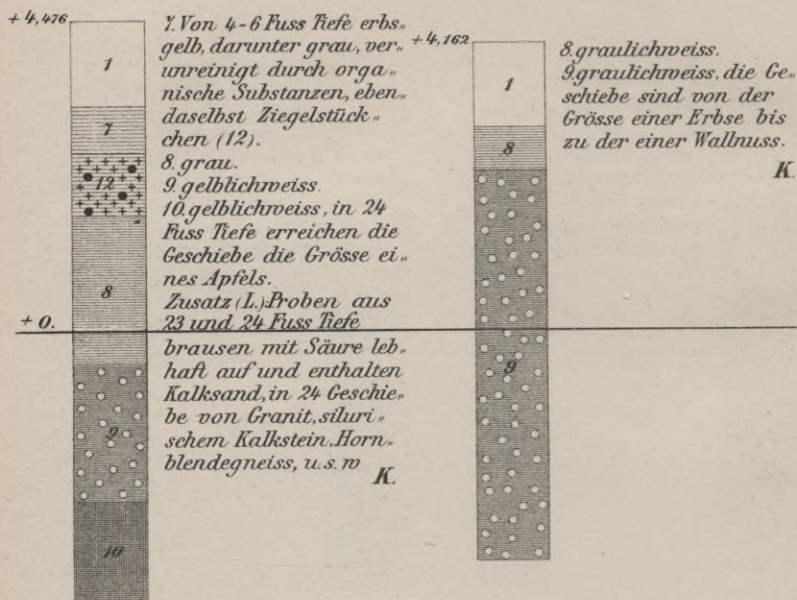 + 4,476
1
7
12
8
+ 0.
9
10
7. Von 4-6 Fuss Tiefe erbs„
gelb, darunter grau, ver„
unreinigt durch orga„
nische Substanzen, eben„
daselbst Ziegelstück„
chen (12).
8. grau.
9. gelblichweiss.
10. gelblichweiss, in 24
Fuss Tiefe erreichen die
Geschiebe die Grösse ei„
nes Apfels.
Zusatz (L.): Proben aus
23 und 24 Fuss Tiefe
brausen mit Säure leb„
haft auf und enthalten
Kalksand, in 24 Geschie„
be von Granit, siluri„
schem Kalkstein, Horn„
blendegneiss, u.s.w
K.
+ 4,162
1
8
9
8. graulichweiss.
9. graulichweiss, die Ge„
schiebe sind von der
Grösse einer Erbse bis
zu der einer Wallnuss.
K.